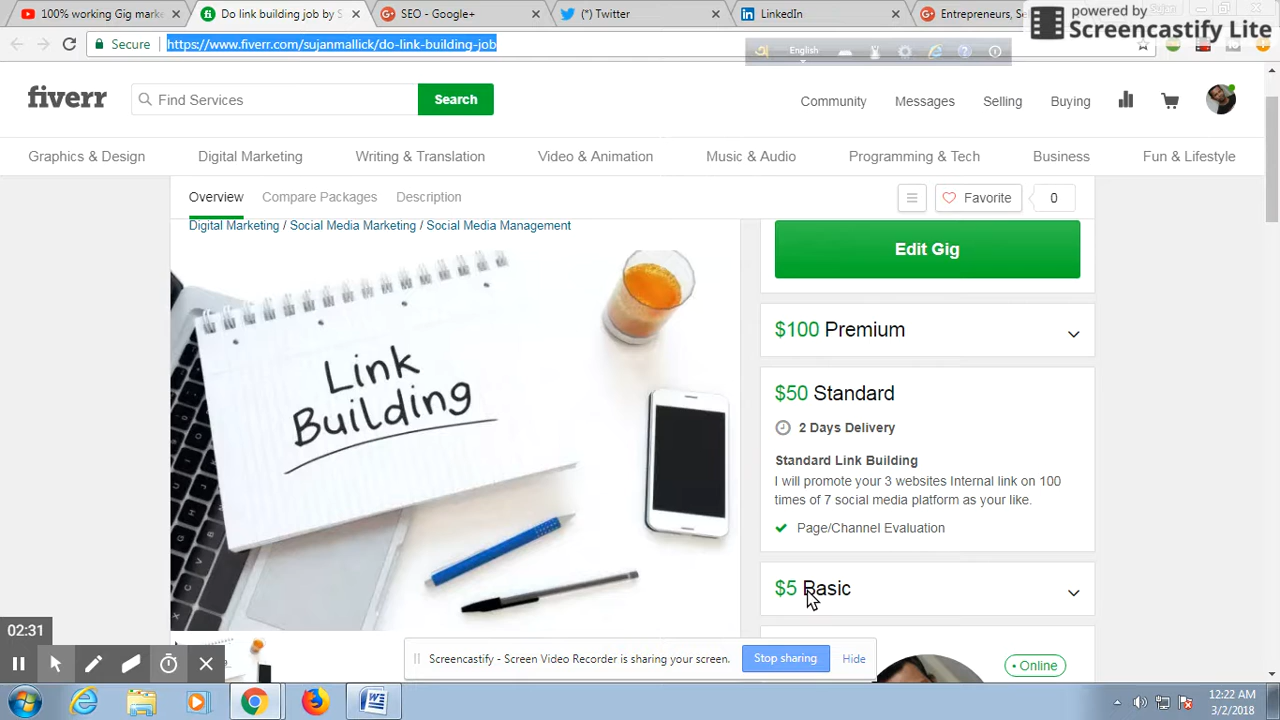 100% working Gig mark
Do link building job by S
SEO - Google+
(*) Twitter
LinkedIn
Entrepreneurs, Se
powered by
Screencastify Lite
Secure
https://www.fiverr.com/sujanmallick/do-link-building-job
English
fiverr
Find Services
Search
Community
Messages
Selling
Buying
Graphics & Design
Digital Marketing
Writing & Translation
Video & Animation
Music & Audio
Programming & Tech
Business
Fun & Lifestyle
Overview
Compare Packages
Description
Favorite
0
Digital Marketing / Social Media Marketing / Social Media Management
Link
Building
Edit Gig
$100 Premium
$50 Standard
2 Days Delivery
Standard Link Building
I will promote your 3 websites Internal link on 100
times of 7 social media platform as your like.
Page/Channel Evaluation
$5 Basic
Online
02:31
Screencastify - Screen Video Recorder is sharing your screen.
Stop sharing
Hide
12:22 AM
3/2/2018